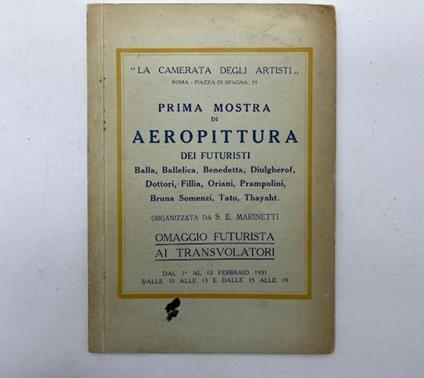 " LA CAMERATA DEGLI ARTISTI „
ROMA - PIAZZA DI SPAGNA, 35
PRIMA MOSTRA
DI
AEROPITTURA
DEI FUTURISTI
Balla, Ballelica, Benedetta, Diulgherof,
Dottori, Fillia, Oriani, Prampolini,
Bruna Somenzi, Tato, Thayaht.
ORGANIZZATA DA S. E. MARINETTI
OMAGGIO FUTURISTA
AI TRANSVOLATORI
DAL 1° AL 10 FEBBRAIO 1931
DALLE 10 ALLE 13 E DALLE 15 ALLE 19